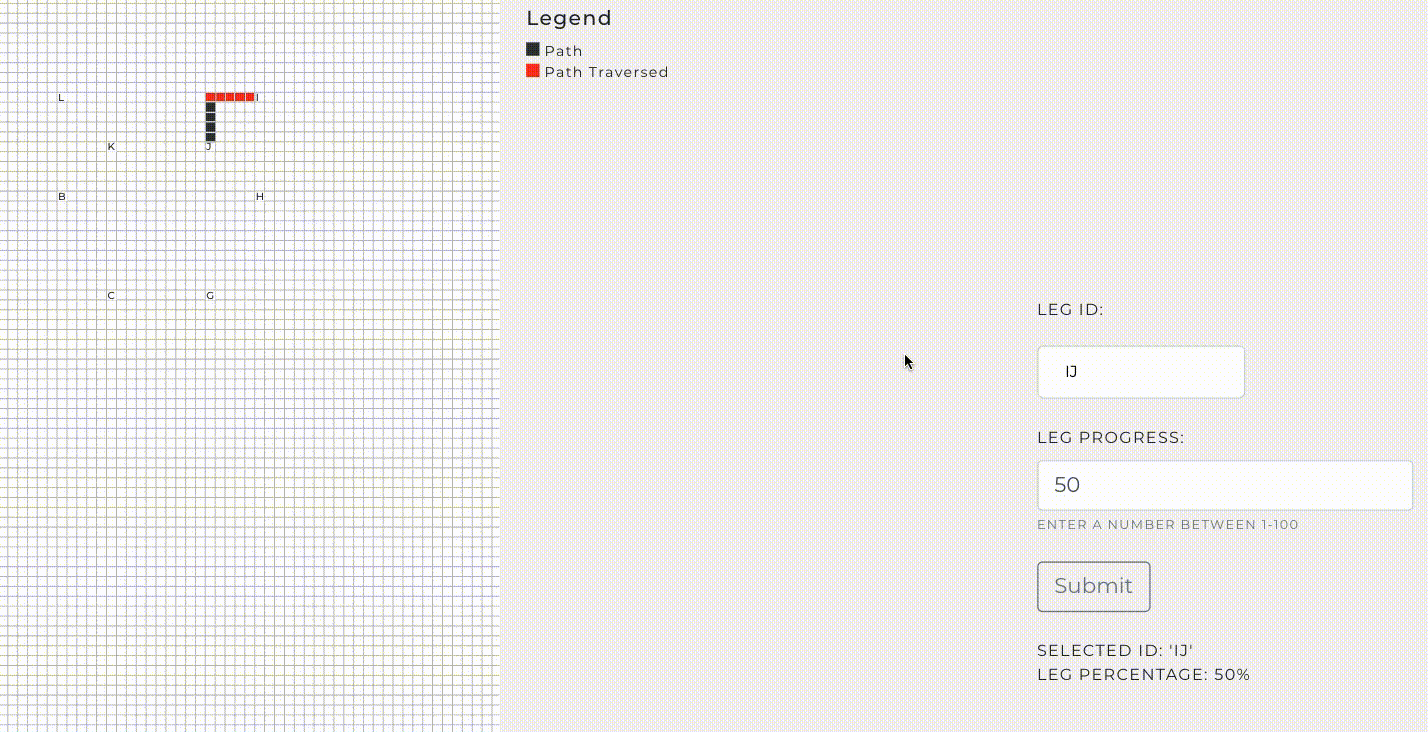 Legend
Path
Path Traversed
L
I
K
J
B
H
C
G
LEG ID:
IJ
LEG PROGRESS:
50
ENTER A NUMBER BETWEEN 1-100
Submit
SELECTED ID: 'IJ'
LEG PERCENTAGE: 50%